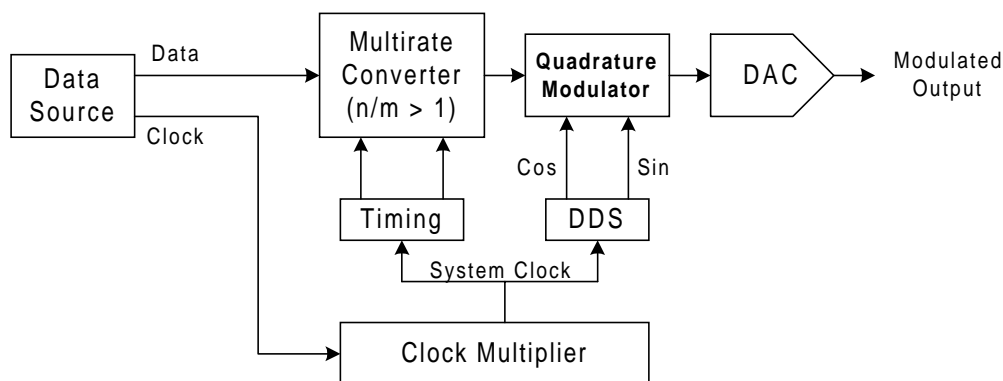 Data
Source
Data
Clock
Multirate
Converter
(n/m > 1)
Quadrature
Modulator
DAC
Modulated
Output
Cos
Sin
Timing
DDS
System Clock
Clock Multiplier